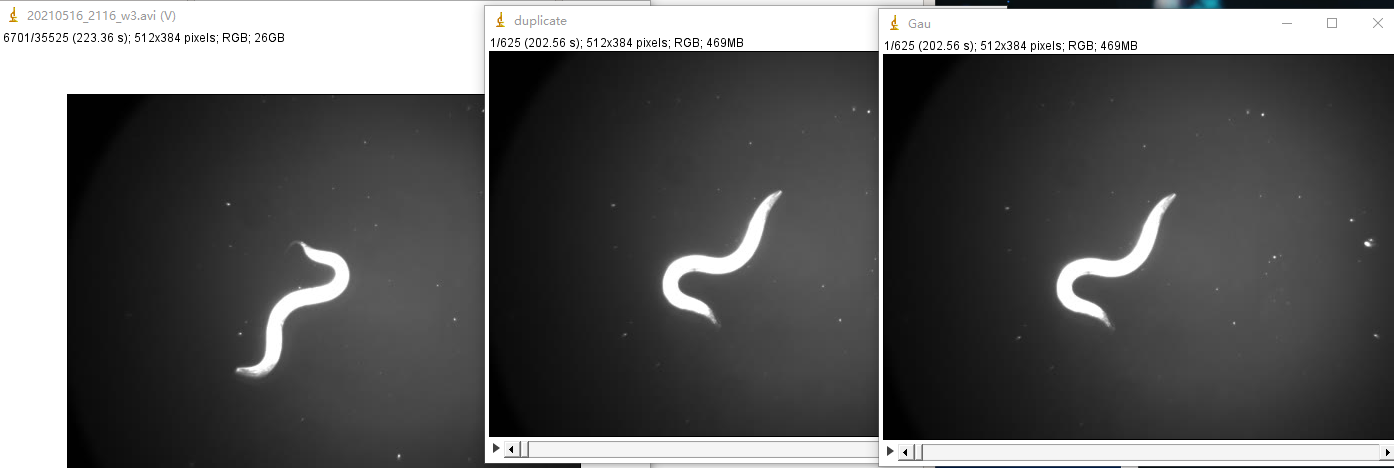 20210516_2116_w3.avi (V)
6701/35525 (223.36 s); 512x384 pixels; RGB; 26GB
duplicate
1/625 (202.56 s); 512x384 pixels; RGB; 469MB
Gau
1/625 (202.56 s); 512x384 pixels; RGB; 469MB